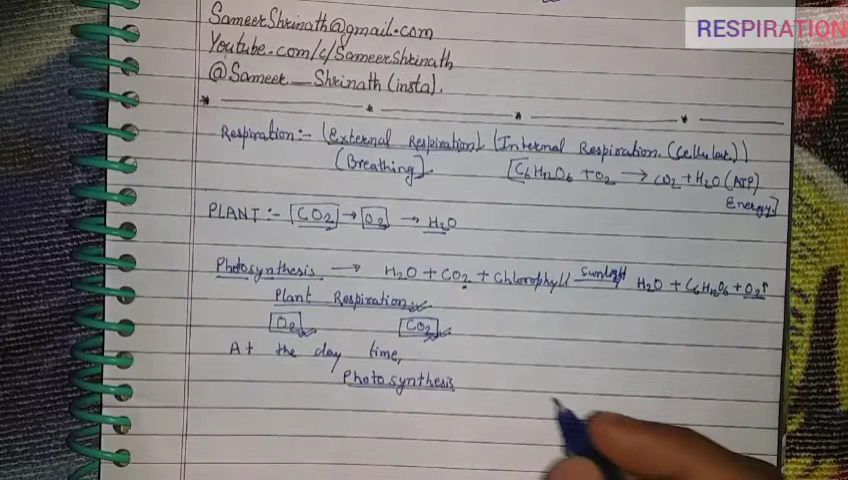 RESPIRATION
SameerShrinath@gmail.com
Youtube.com/c/SameerShrinath
@Sameer_Shrinath (insta).
Respiration:- (External Respiration) (Internal Respiration. (Cellular))
(Breathing). [C6H12O6 + O2 → CO2 + H2O (ATP)
Energy]
PLANT:- [CO2] → [O2] → H2O
Photosynthesis → H2O + CO2 + Chlorophyll Sunlight H2O + C6H12O6 + O2↑
Plant Respiration:
O2 CO2
At the day time,
Photosynthesis